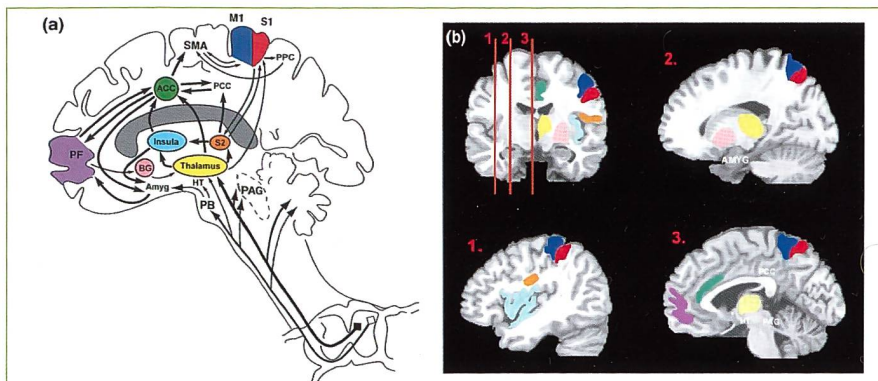 (a)
M1
S1
SMA
PPC
ACC
PCC
PF
Insula
S2
BG
Thalamus
HT
Amyg
PAG
PB
(b)
1
2
3
2.
AMYG
1.
3.
PCC
HT
PAG